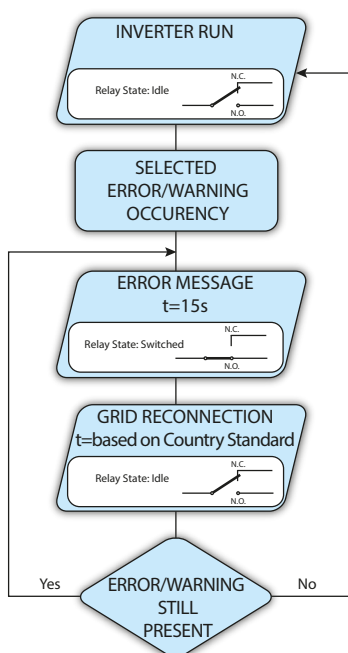 INVERTER RUN
N.C.
Relay State: Idle
N.O.
SELECTED
ERROR/WARNING
OCCURENCY
ERROR MESSAGE
t=15s
N.C.
Relay State: Switched
N.O.
GRID RECONNECTION
t=based on Country Standard
N.C.
Relay State: Idle
N.O.
Yes
No
ERROR/WARNING
STILL
PRESENT